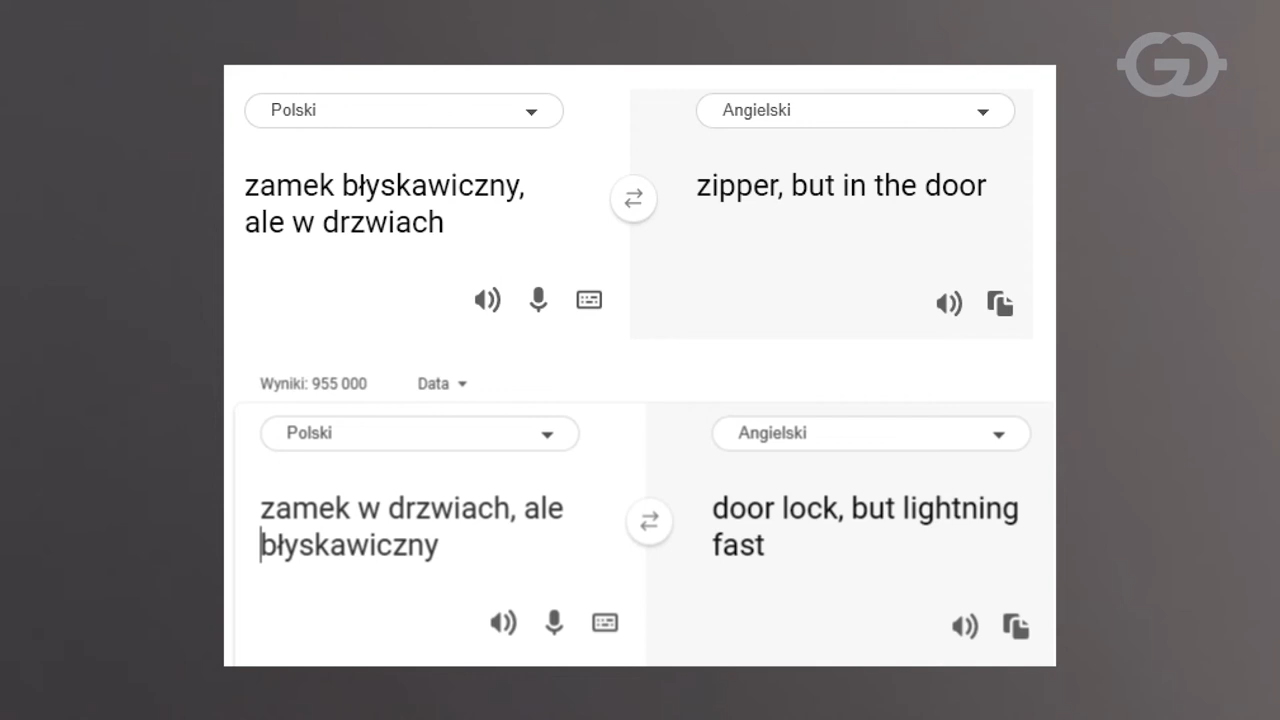 Polski
Angielski
zamek błyskawiczny,
ale w drzwiach
zipper, but in the door
Wyniki: 955 000
Data
Polski
Angielski
zamek w drzwiach, ale
błyskawiczny
door lock, but lightning
fast